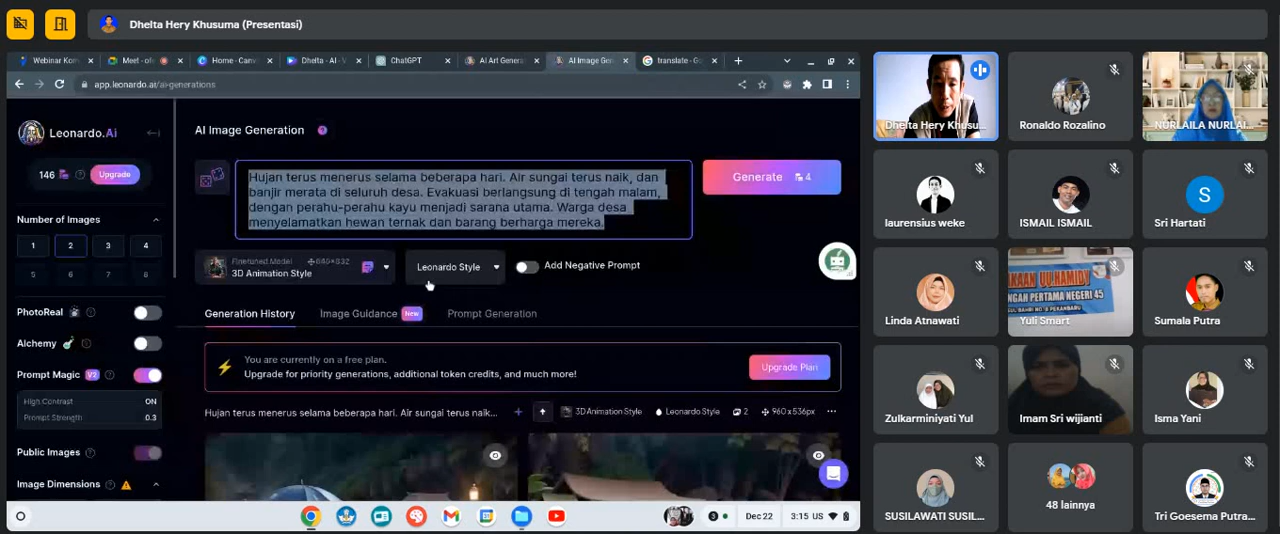 Dhelta Hery Khusuma (Presentasi)
Webinar Kom
Meet - ofe
Home - Canv
Dhelta - AI - V
ChatGPT
AI Art Genera
AI Image Gen
translate - Go
app.leonardo.ai/ai-generations
Leonardo.Ai
146
Upgrade
Number of Images
1 2 3 4
5 6 7 8
PhotoReal
Alchemy
Prompt Magic V2
High Contrast ON
Prompt Strength 0.3
Public Images
Image Dimensions
AI Image Generation
Hujan terus menerus selama beberapa hari. Air sungai terus naik, dan
banjir merata di seluruh desa. Evakuasi berlangsung di tengah malam,
dengan perahu-perahu kayu menjadi sarana utama. Warga desa
menyelamatkan hewan ternak dan barang berharga mereka.
Generate 4
Finetuned Model 640×832
3D Animation Style
Leonardo Style
Add Negative Prompt
Generation History
Image Guidance New
Prompt Generation
You are currently on a free plan.
Upgrade for priority generations, additional token credits, and much more!
Upgrade Plan
Hujan terus menerus selama beberapa hari. Air sungai terus naik...
3D Animation Style
Leonardo Style
2
960×536px
3
Dec 22
3:15 US
Dhelta Hery Khusu...
Ronaldo Rozalino
NURLAILA NURLAI...
laurensius weke
ISMAIL ISMAIL
S
Sri Hartati
Linda Atnawati
KAAN UU.HAMIDY
NGAH PERTAMA NEGERI 45
Yuli Smart
Sumala Putra
Zulkarminiyati Yul
Imam Sri wijianti
Isma Yani
SUSILAWATI SUSIL...
48 lainnya
Tri Goesema Putra...